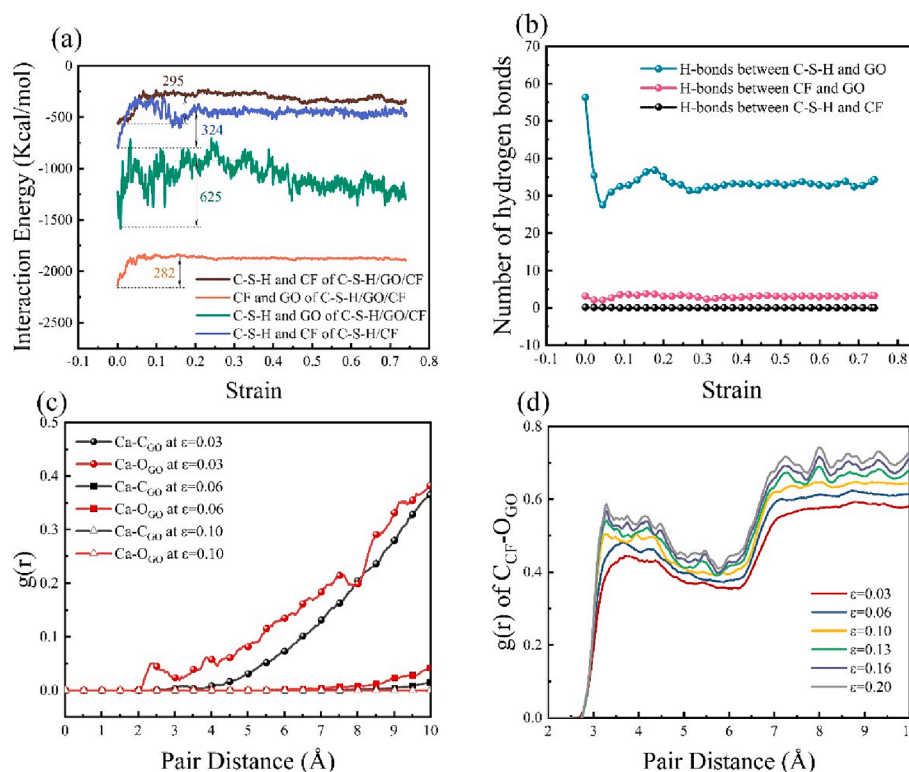 (a)
Interaction Energy (Kcal/mol)
0
-500
-1000
-1500
-2000
-2500
295
324
625
282
C-S-H and CF of C-S-H/GO/CF
CF and GO of C-S-H/GO/CF
C-S-H and GO of C-S-H/GO/CF
C-S-H and CF of C-S-H/CF
0.0 0.1 0.2 0.3 0.4 0.5 0.6 0.7 0.8
Strain
(b)
Number of hydrogen bonds
70
60
50
40
30
20
10
0
-10
H-bonds between C-S-H and GO
H-bonds between CF and GO
H-bonds between C-S-H and CF
0.0 0.1 0.2 0.3 0.4 0.5 0.6 0.7 0.8
Strain
(c)
g(r)
0.5
0.4
0.3
0.2
0.1
0.0
Ca-CGO at ε=0.03
Ca-OGO at ε=0.03
Ca-CGO at ε=0.06
Ca-OGO at ε=0.06
Ca-CGO at ε=0.10
Ca-OGO at ε=0.10
0 1 2 3 4 5 6 7 8 9 10
Pair Distance (Å)
(d)
g(r) of CCF-OGO
0.8
0.6
0.4
0.2
0.0
ε=0.03
ε=0.06
ε=0.10
ε=0.13
ε=0.16
ε=0.20
2 3 4 5 6 7 8 9 1
Pair Distance (Å)